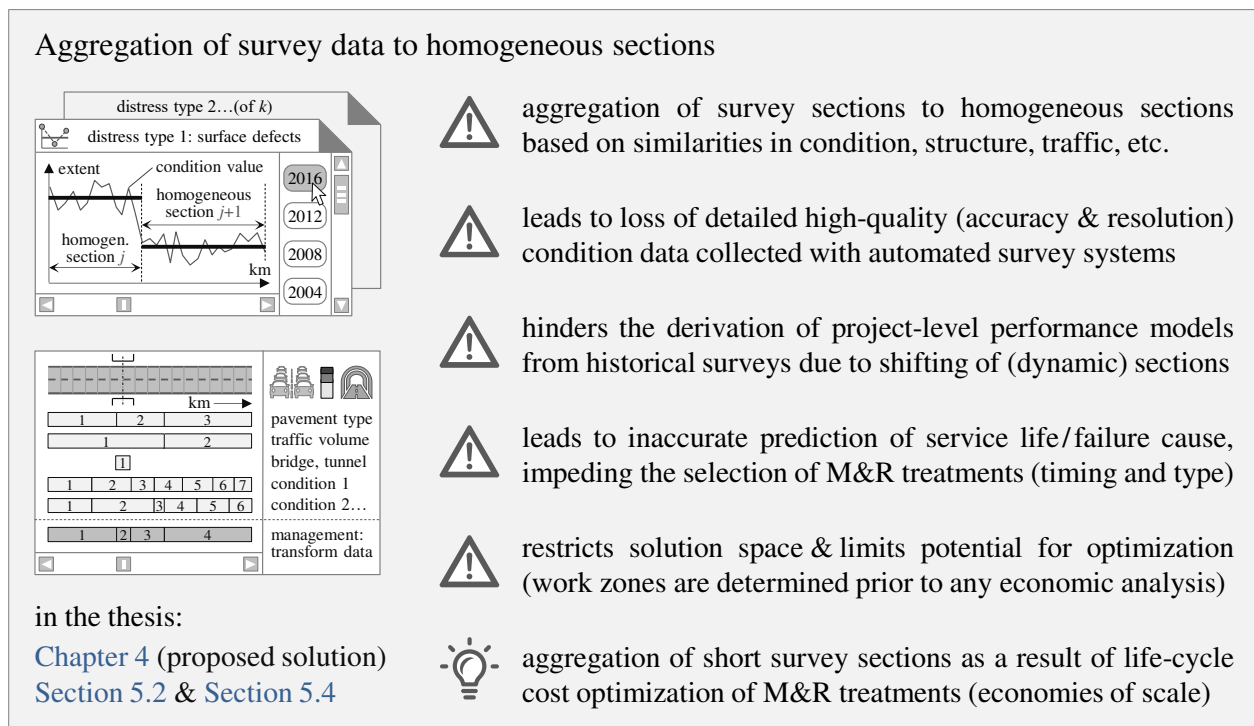 Aggregation of survey data to homogeneous sections
distress type 2…(of k)
distress type 1: surface defects
extent
condition value
homogeneous
section j+1
homogen.
section j
km
2016
2012
2008
2004
km
1 2 3 pavement type
1 2 traffic volume
1 bridge, tunnel
1 2 3 4 5 6 7 condition 1
1 2 3 4 5 6 condition 2…
1 2 3 4 management:
transform data
in the thesis:
Chapter 4 (proposed solution)
Section 5.2 & Section 5.4
aggregation of survey sections to homogeneous sections
based on similarities in condition, structure, traffic, etc.
leads to loss of detailed high-quality (accuracy & resolution)
condition data collected with automated survey systems
hinders the derivation of project-level performance models
from historical surveys due to shifting of (dynamic) sections
leads to inaccurate prediction of service life/failure cause,
impeding the selection of M&R treatments (timing and type)
restricts solution space & limits potential for optimization
(work zones are determined prior to any economic analysis)
aggregation of short survey sections as a result of life-cycle
cost optimization of M&R treatments (economies of scale)